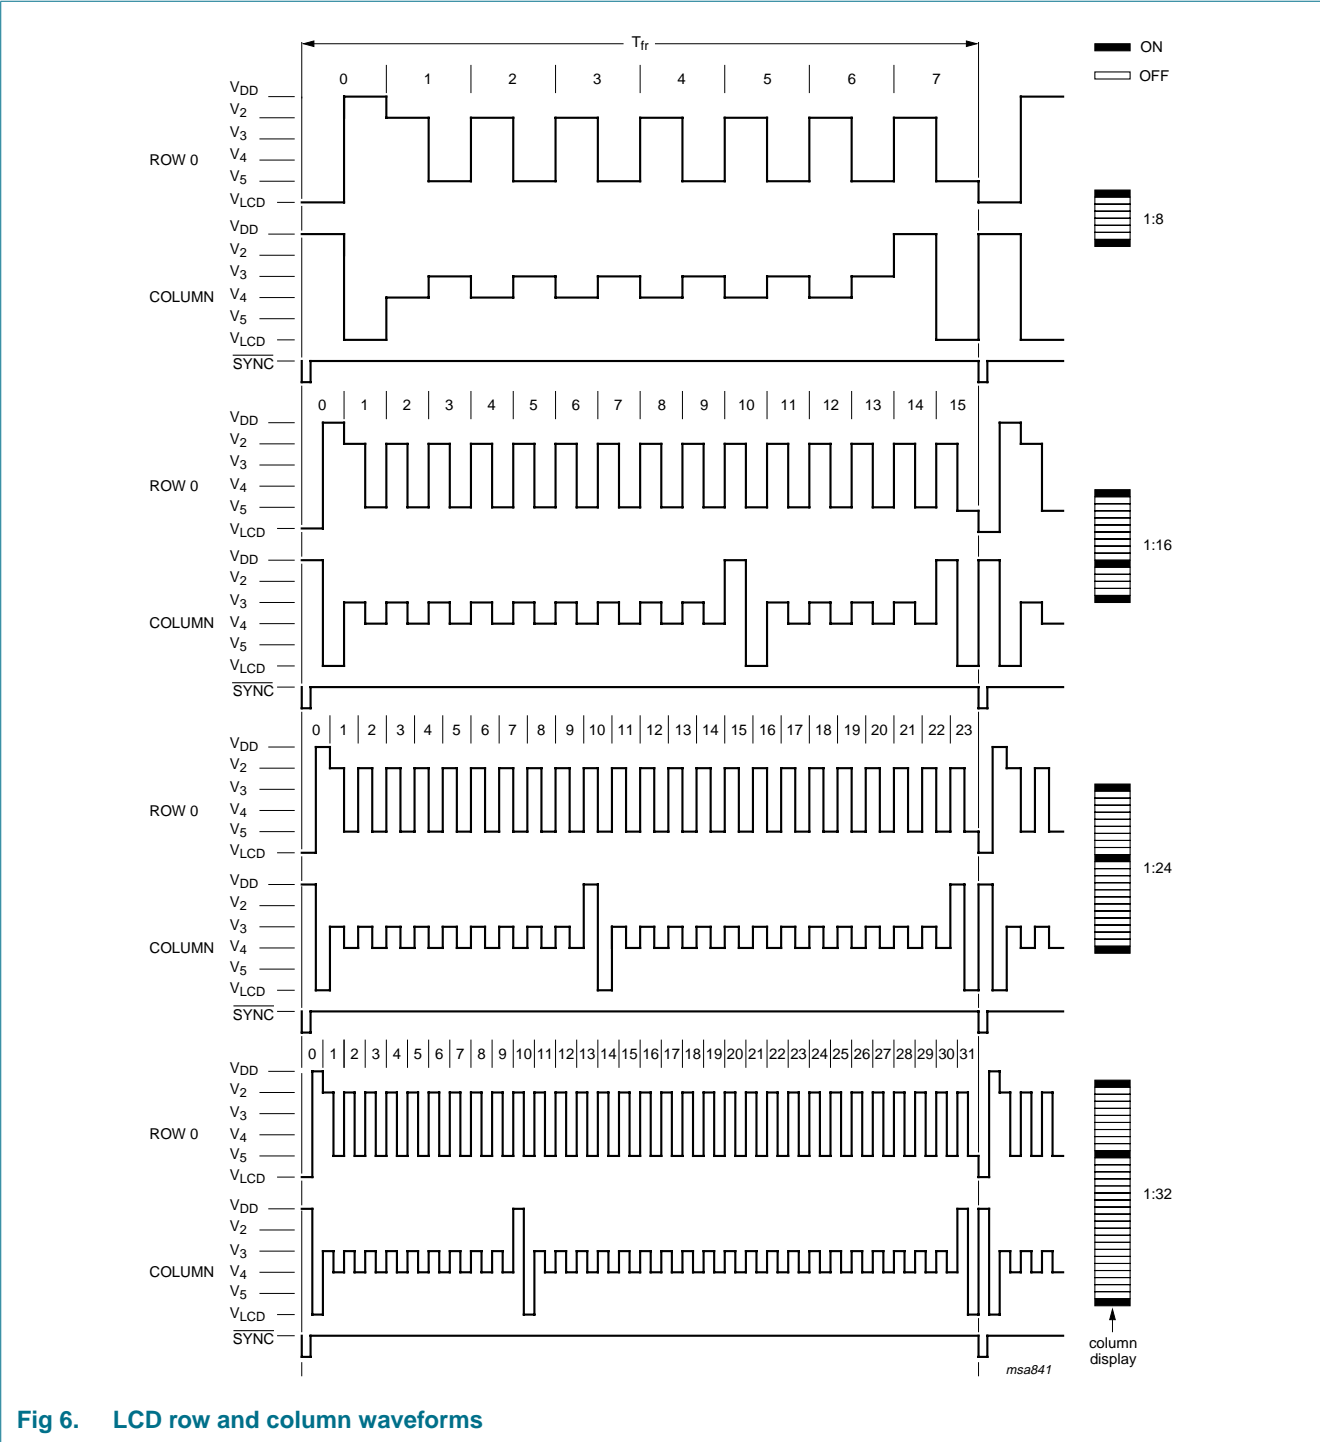 Tfr
ON
OFF
0 1 2 3 4 5 6 7
VDD
V2
V3
ROW 0 V4
V5
VLCD
1:8
VDD
V2
V3
COLUMN V4
V5
VLCD
SYNC
0 1 2 3 4 5 6 7 8 9 10 11 12 13 14 15
VDD
V2
V3
ROW 0 V4
V5
VLCD
1:16
VDD
V2
V3
COLUMN V4
V5
VLCD
SYNC
0 1 2 3 4 5 6 7 8 9 10 11 12 13 14 15 16 17 18 19 20 21 22 23
VDD
V2
V3
ROW 0 V4
V5
VLCD
1:24
VDD
V2
V3
COLUMN V4
V5
VLCD
SYNC
0 1 2 3 4 5 6 7 8 9 10 11 12 13 14 15 16 17 18 19 20 21 22 23 24 25 26 27 28 29 30 31
VDD
V2
V3
ROW 0 V4
V5
VLCD
1:32
VDD
V2
V3
COLUMN V4
V5
VLCD
SYNC
column
display
msa841
Fig 6. LCD row and column waveforms